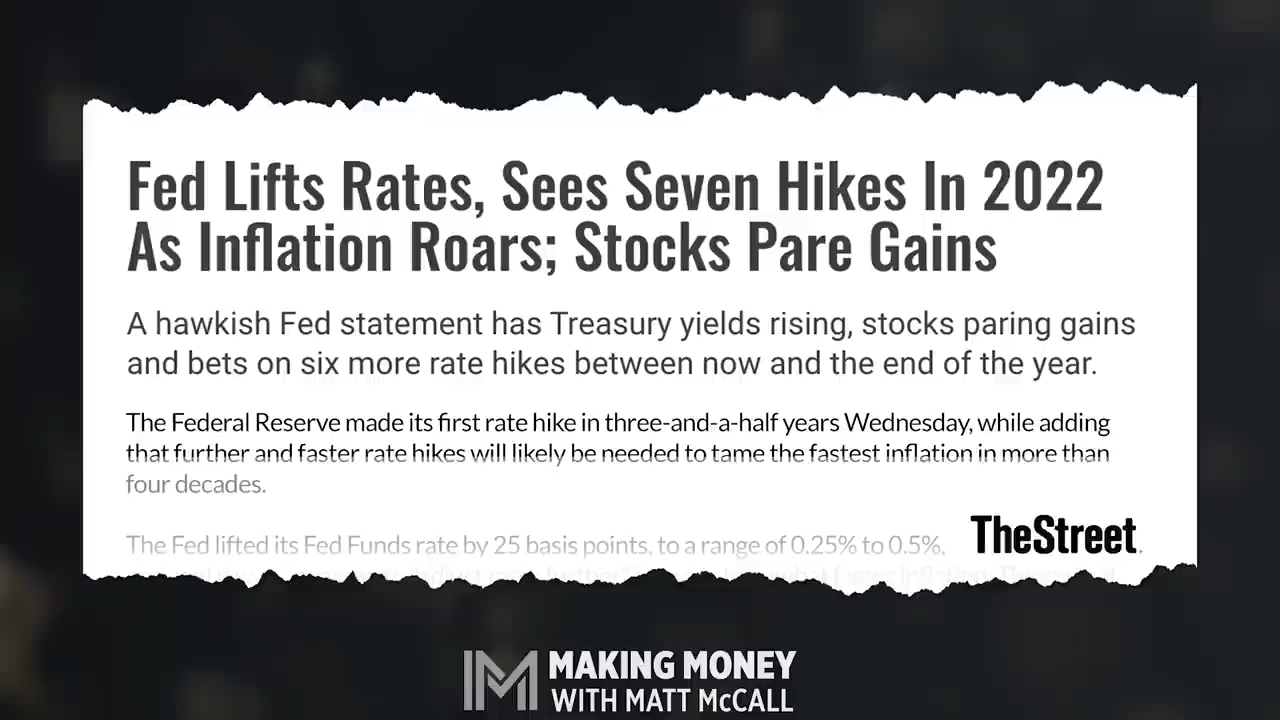 Fed Lifts Rates, Sees Seven Hikes In 2022
As Inflation Roars; Stocks Pare Gains
A hawkish Fed statement has Treasury yields rising, stocks paring gains
and bets on six more rate hikes between now and the end of the year.
The Federal Reserve made its first rate hike in three-and-a-half years Wednesday, while adding
that further and faster rate hikes will likely be needed to tame the fastest inflation in more than
four decades.
The Fed lifted its Fed Funds rate by 25 basis points, to a range of 0.25% to 0.5%,
TheStreet
M MAKING MONEY
WITH MATT McCALL